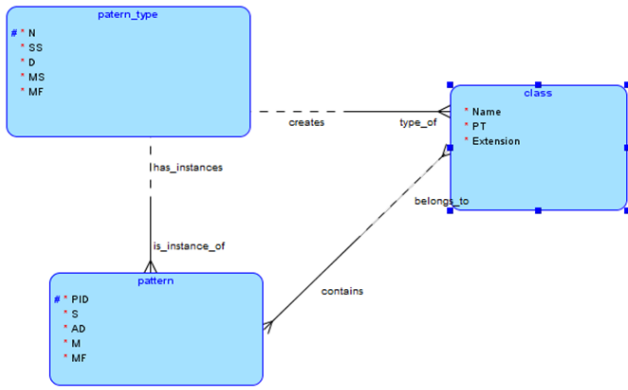 patern_type
# * N
* SS
* D
* MS
* MF
class
* Name
* PT
* Extension
creates
type_of
has_instances
belongs_to
is_instance_of
contains
pattern
# * PID
* S
* AD
* M
* MF